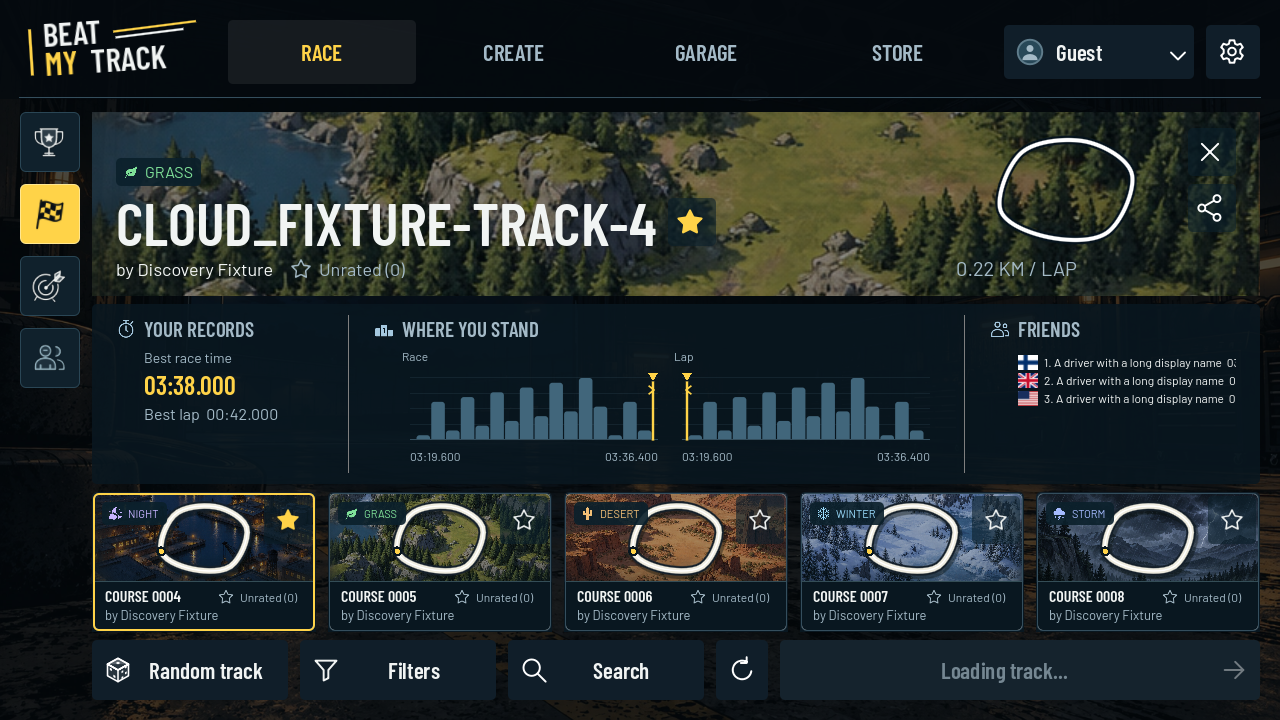 BEAT
MY TRACK
RACE
CREATE
GARAGE
STORE
Guest
GRASS
CLOUD_FIXTURE-TRACK-4
by Discovery Fixture
Unrated (0)
0.22 KM / LAP
YOUR RECORDS
Best race time
03:38.000
Best lap 00:42.000
WHERE YOU STAND
Race
03:19.600
03:36.400
Lap
03:19.600
03:36.400
FRIENDS
1. A driver with a long display name 03:
2. A driver with a long display name 0
3. A driver with a long display name 0
NIGHT
COURSE 0004
Unrated (0)
by Discovery Fixture
GRASS
COURSE 0005
Unrated (0)
by Discovery Fixture
DESERT
COURSE 0006
Unrated (0)
by Discovery Fixture
WINTER
COURSE 0007
Unrated (0)
by Discovery Fixture
STORM
COURSE 0008
Unrated (0)
by Discovery Fixture
Random track
Filters
Search
Loading track...